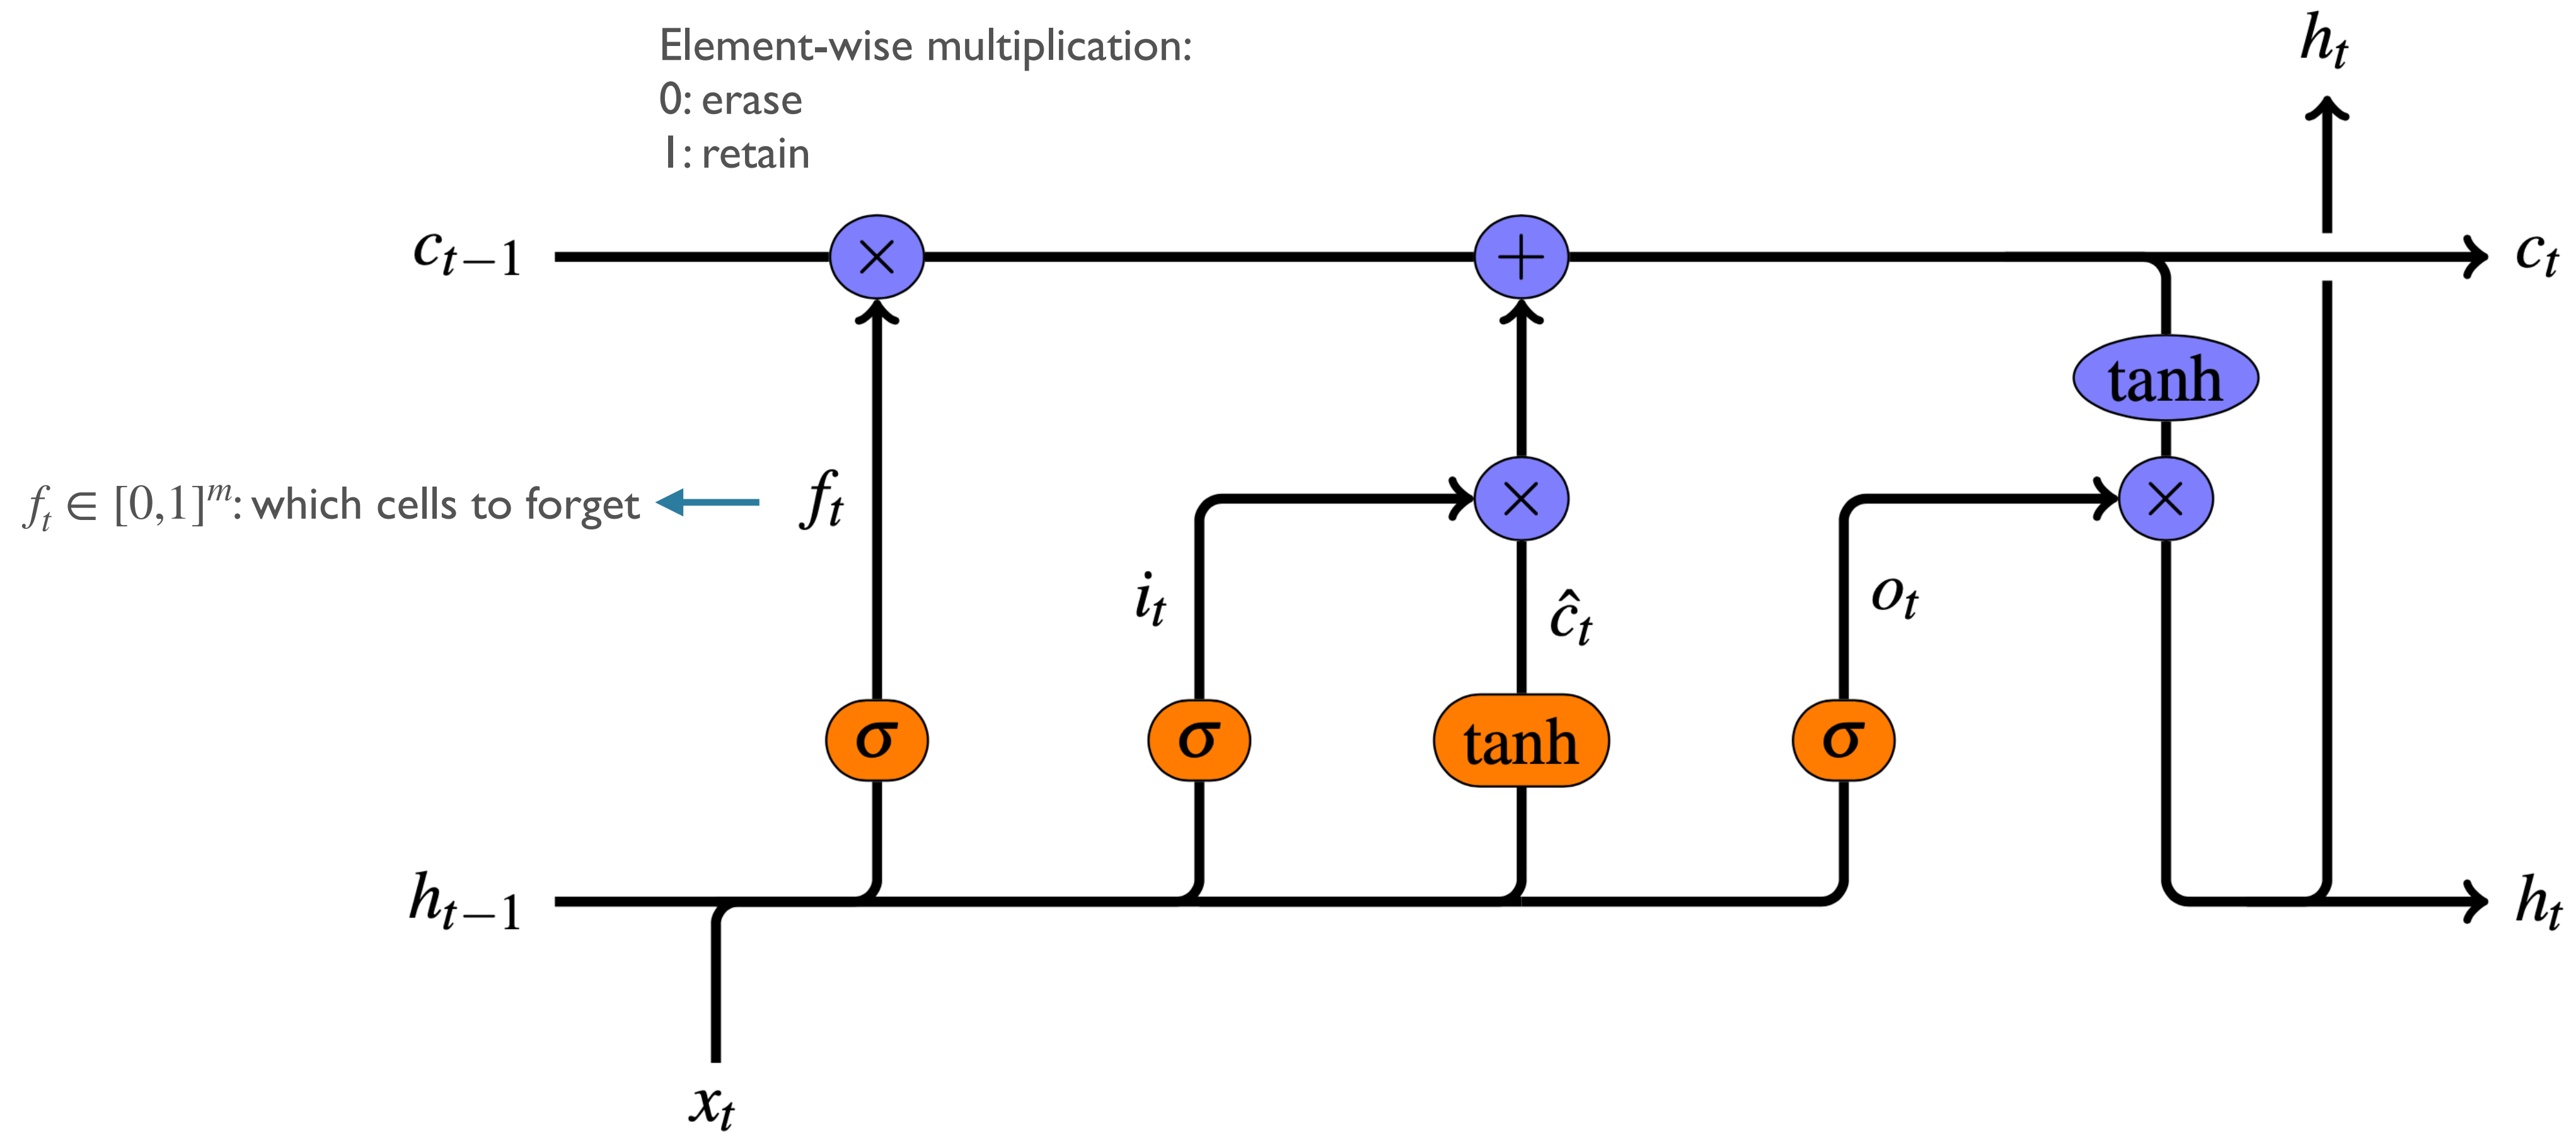 Element-wise multiplication:
0: erase
1: retain
h_t
c_{t−1}
×
+
c_t
tanh
f_t ∈ [0,1]^m: which cells to forget
f_t
×
×
i_t
ĉ_t
o_t
σ
σ
tanh
σ
h_{t−1}
h_t
x_t